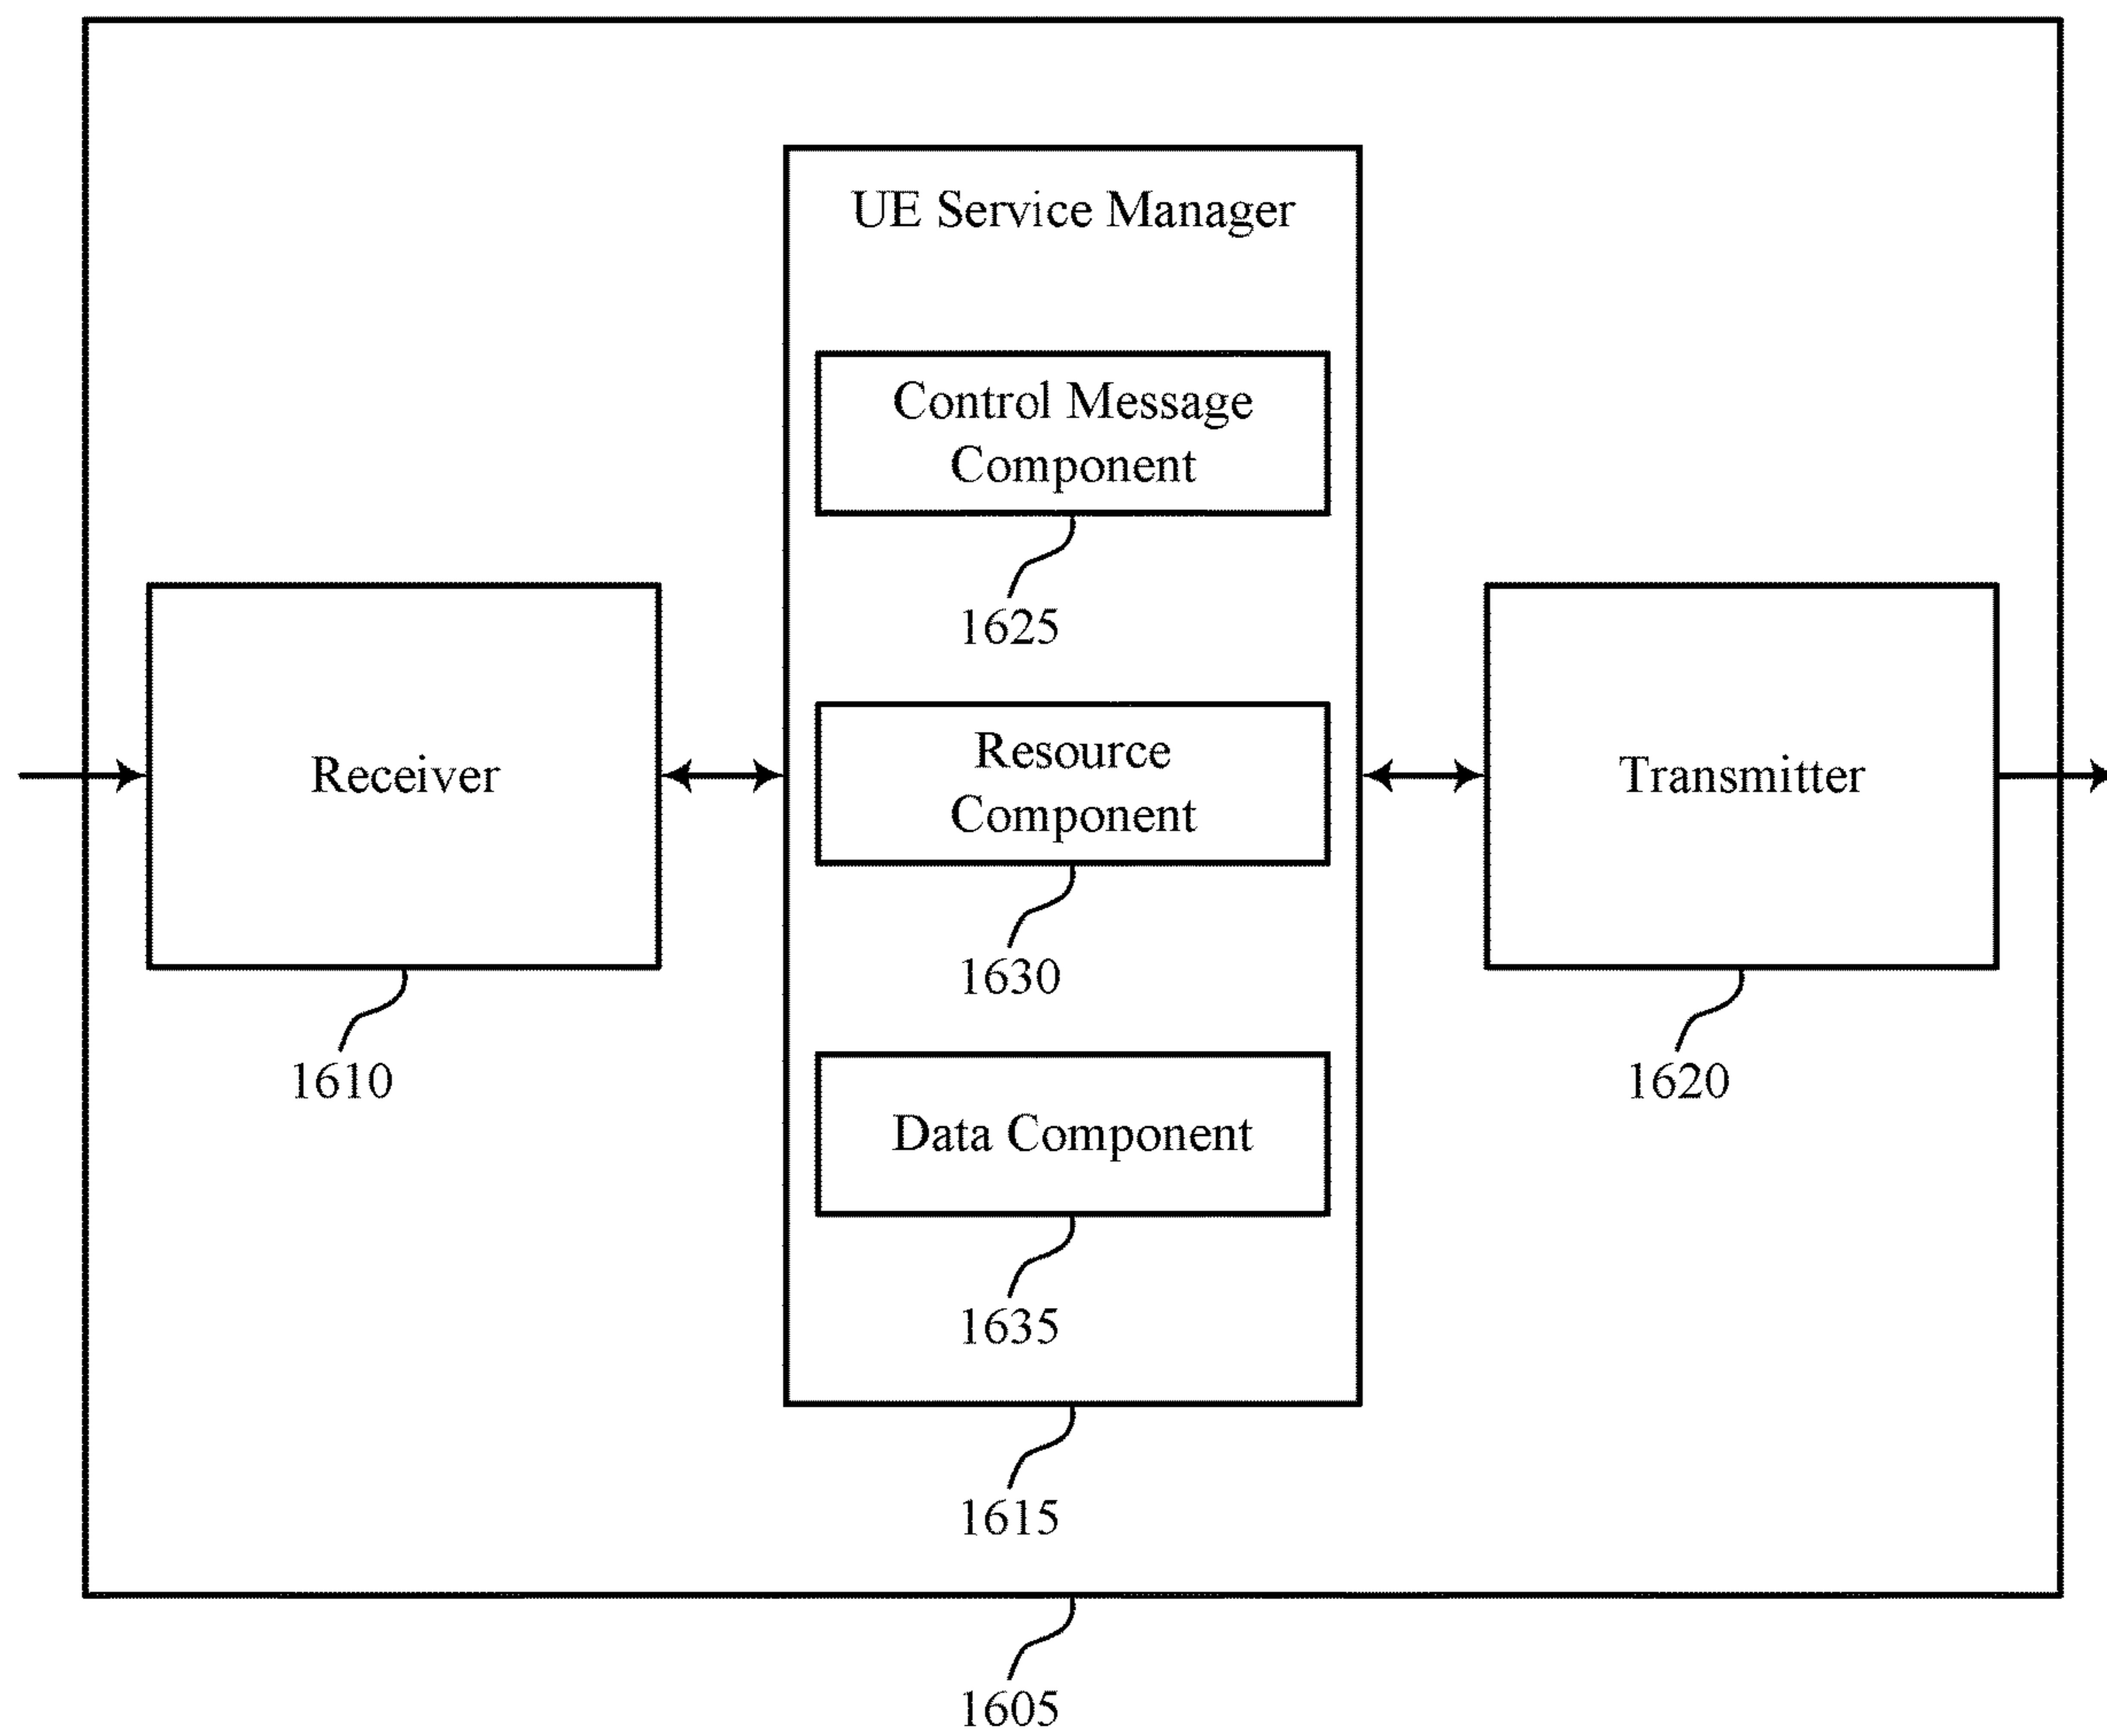 UE Service Manager
Control Message
Component
1625
Receiver
1610
Resource
Component
1630
Transmitter
1620
Data Component
1635
1615
1605